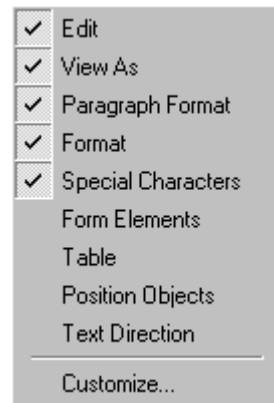 Edit
View As
Paragraph Format
Format
Special Characters
Form Elements
Table
Position Objects
Text Direction
Customize...